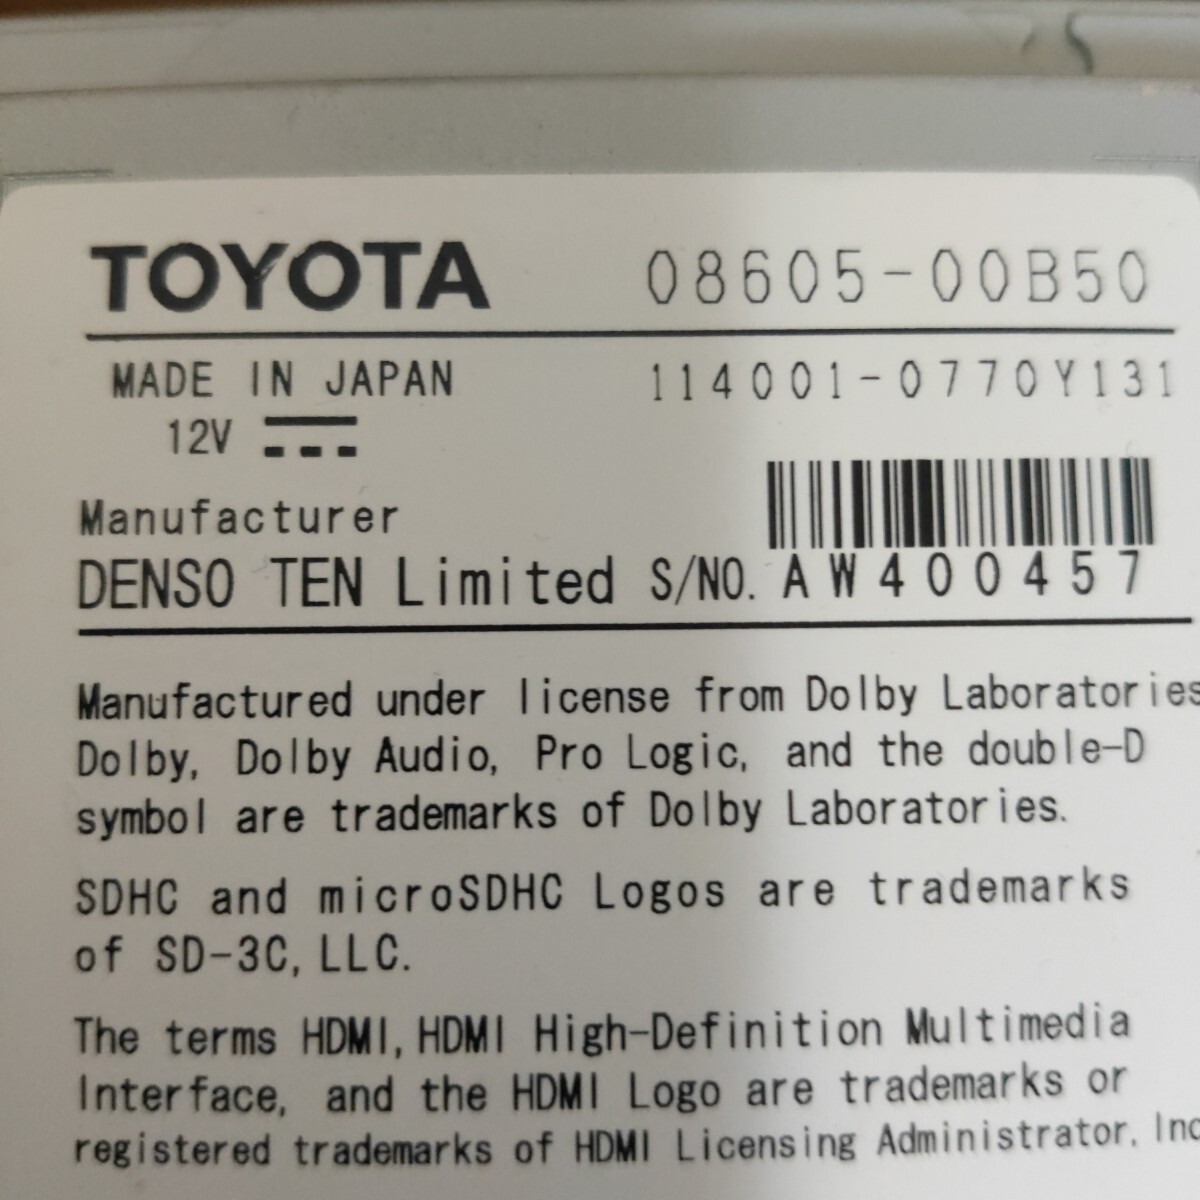 TOYOTA 08605-00B50
MADE IN JAPAN 114001-0770Y131
12V
Manufacturer
DENSO TEN Limited S/NO. AW400457
Manufactured under license from Dolby Laboratories
Dolby, Dolby Audio, Pro Logic, and the double-D
symbol are trademarks of Dolby Laboratories.
SDHC and microSDHC Logos are trademarks
of SD-3C, LLC.
The terms HDMI, HDMI High-Definition Multimedia
Interface, and the HDMI Logo are trademarks or
registered trademarks of HDMI Licensing Administrator, Inc